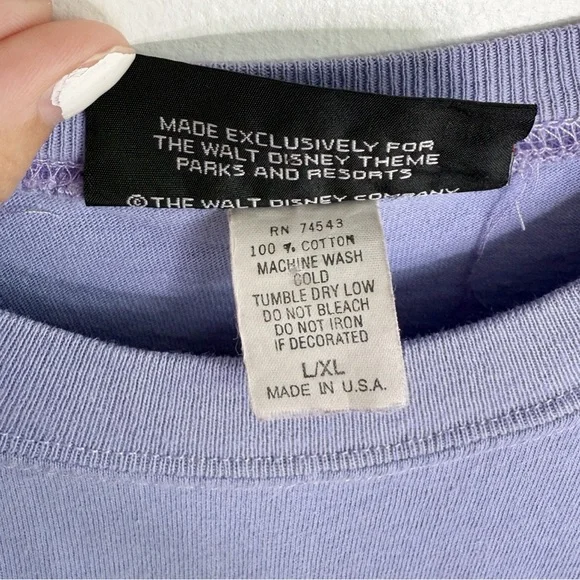 MADE EXCLUSIVELY FOR
THE WALT DISNEY THEME
PARKS AND RESORTS
© THE WALT DISNEY COMPANY
RN 74543
100 % COTTON
MACHINE WASH
COLD
TUMBLE DRY LOW
DO NOT BLEACH
DO NOT IRON
IF DECORATED
L/XL
MADE IN U.S.A.